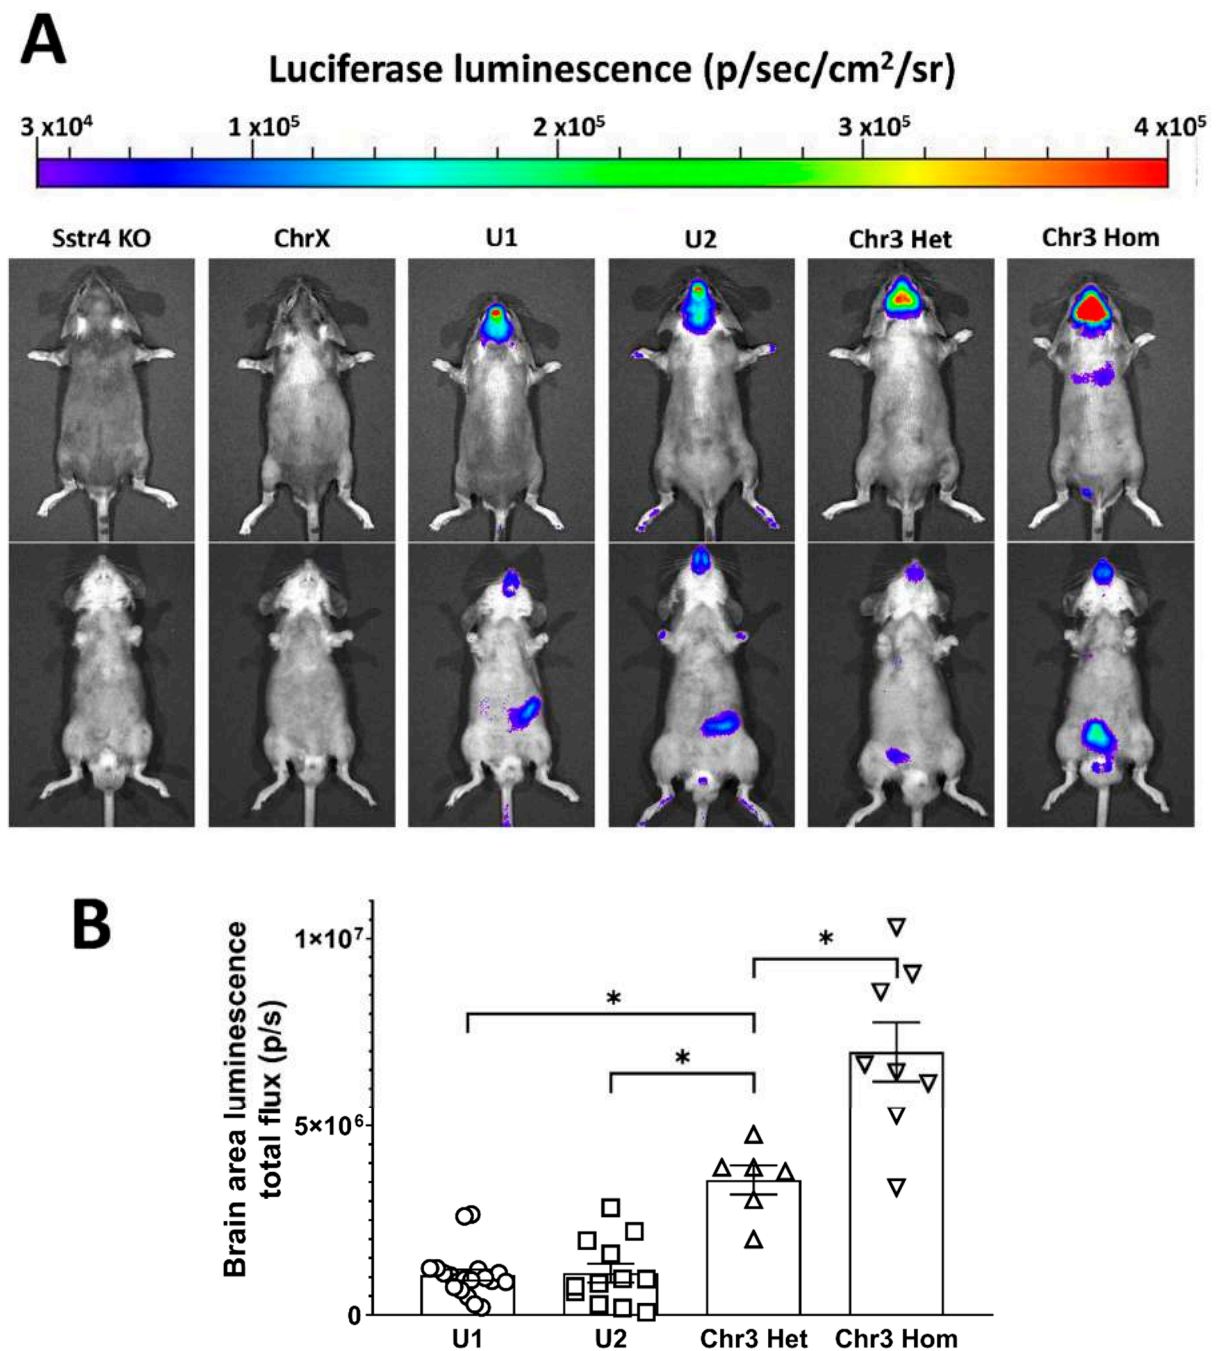 A
Luciferase luminescence (p/sec/cm²/sr)
3 x10⁴ 1 x10⁵ 2 x10⁵ 3 x10⁵ 4 x10⁵
Sstr4 KO ChrX U1 U2 Chr3 Het Chr3 Hom
B
Brain area luminescence
total flux (p/s)
1×10⁷
*
*
*
5×10⁶
0
U1 U2 Chr3 Het Chr3 Hom